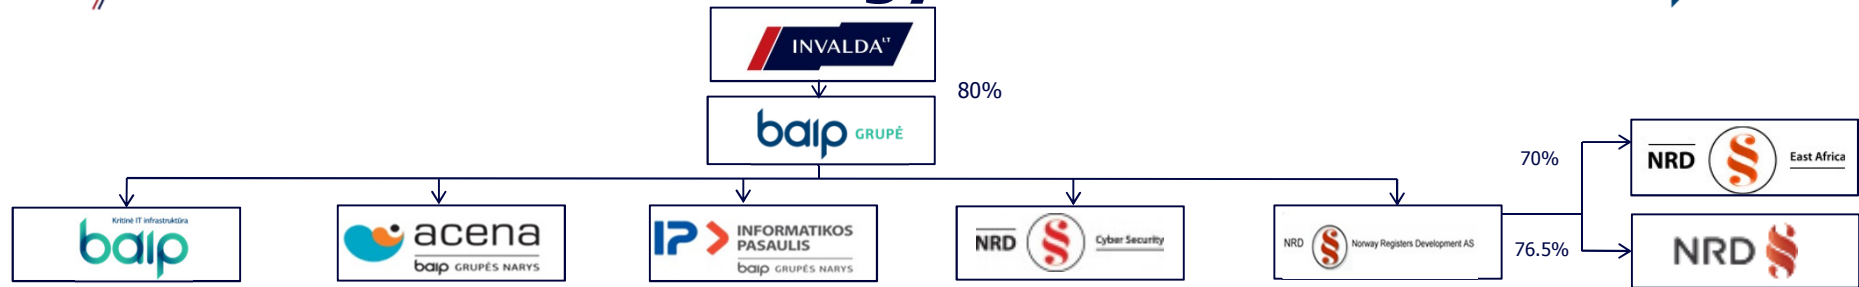 INVALDA LT
80%
baip GRUPĖ
70%
NRD East Africa
Kritinė IT infrastruktūra
baip
acena
baip GRUPĖS NARYS
INFORMATIKOS
PASAULIS
baip GRUPĖS NARYS
NRD Cyber Security
NRD Norway Registers Development AS
76.5%
NRD